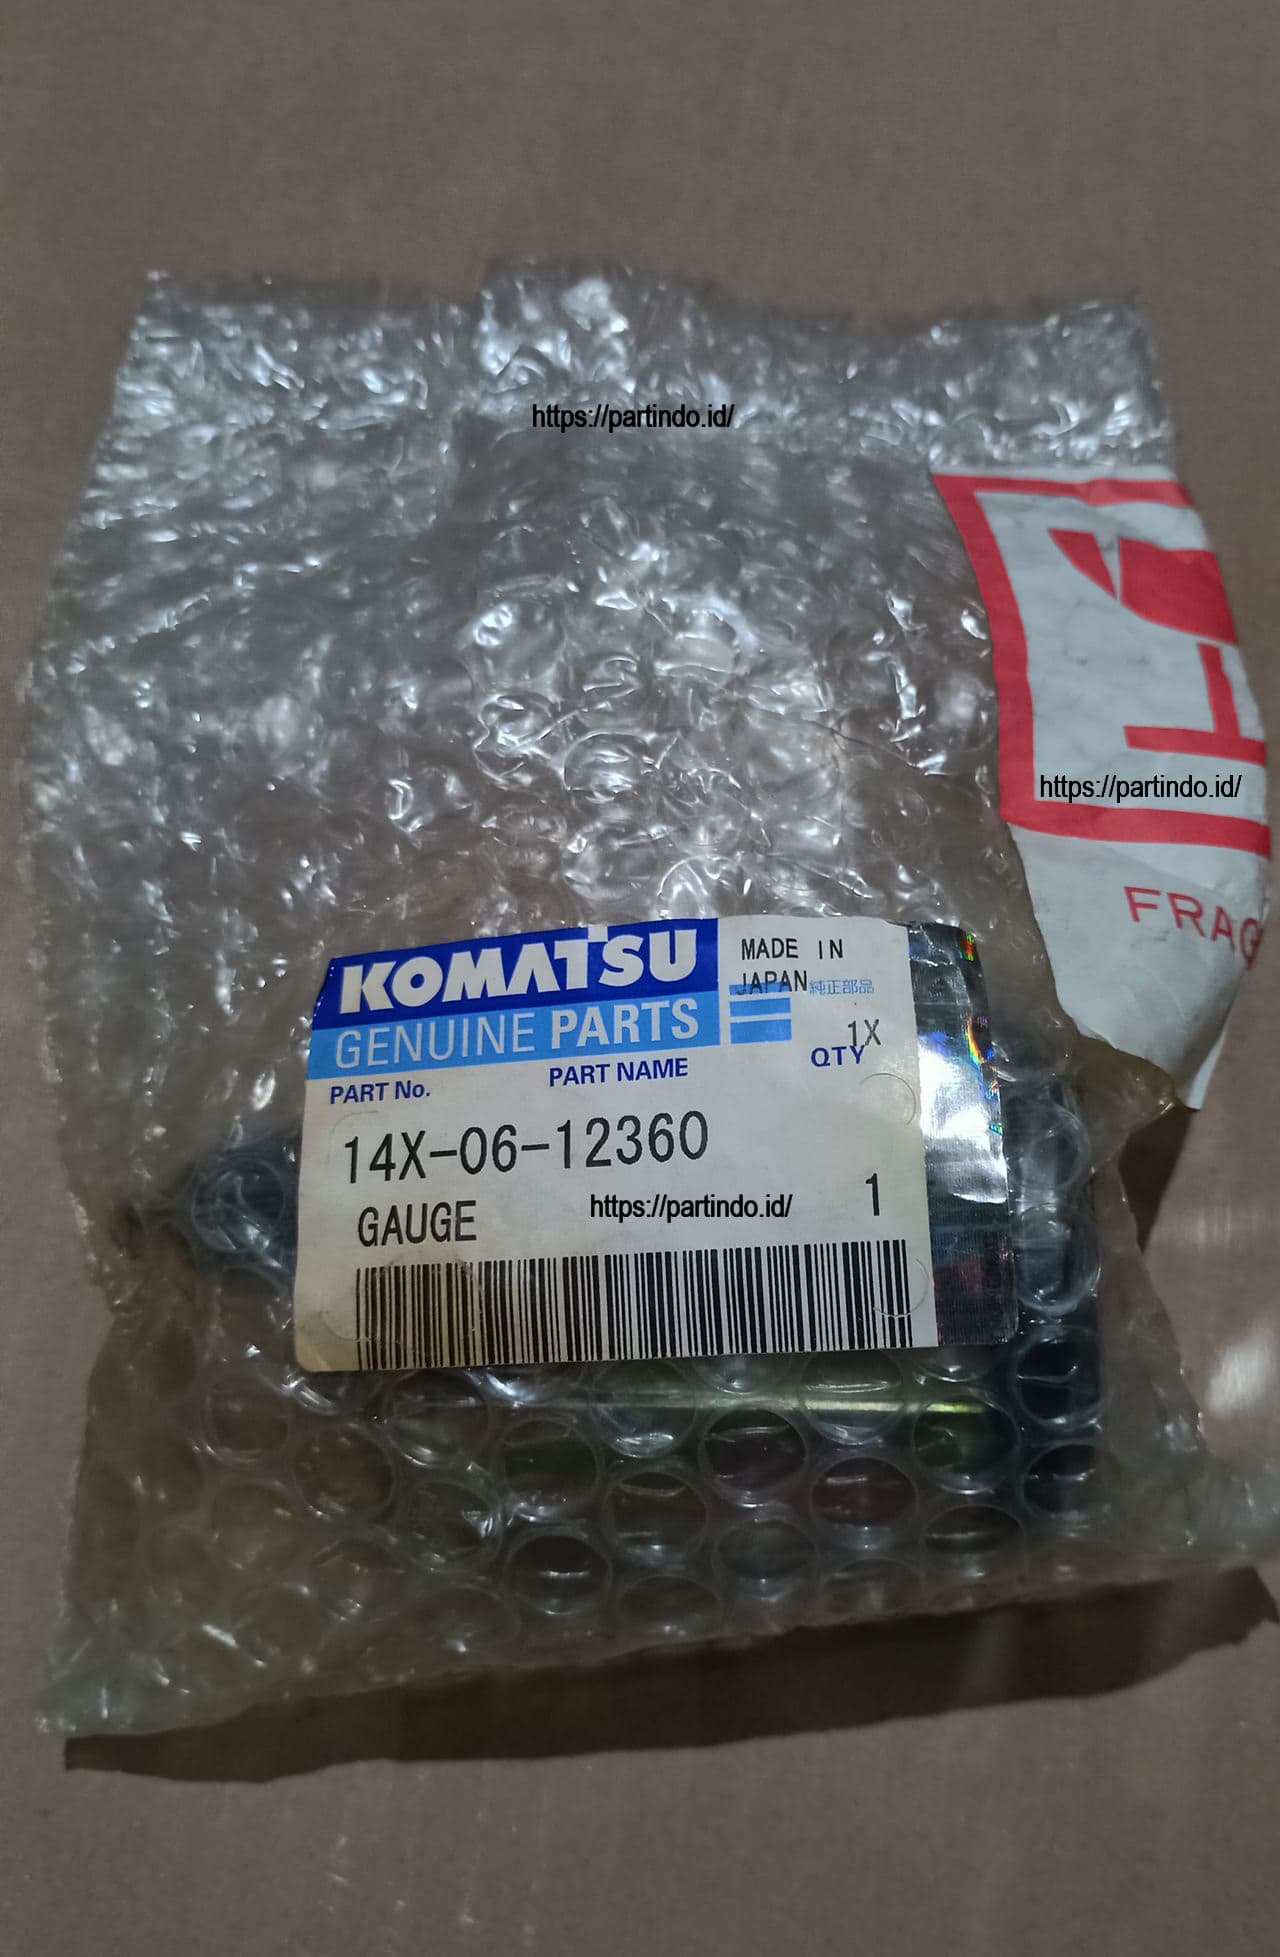 https://partindo.id/
https://partindo.id/
FRAG
KOMATSU
GENUINE PARTS
MADE IN
JAPAN
純正部品
1X
PART No.
PART NAME
QTY
14X-06-12360
GAUGE
https://partindo.id/
1